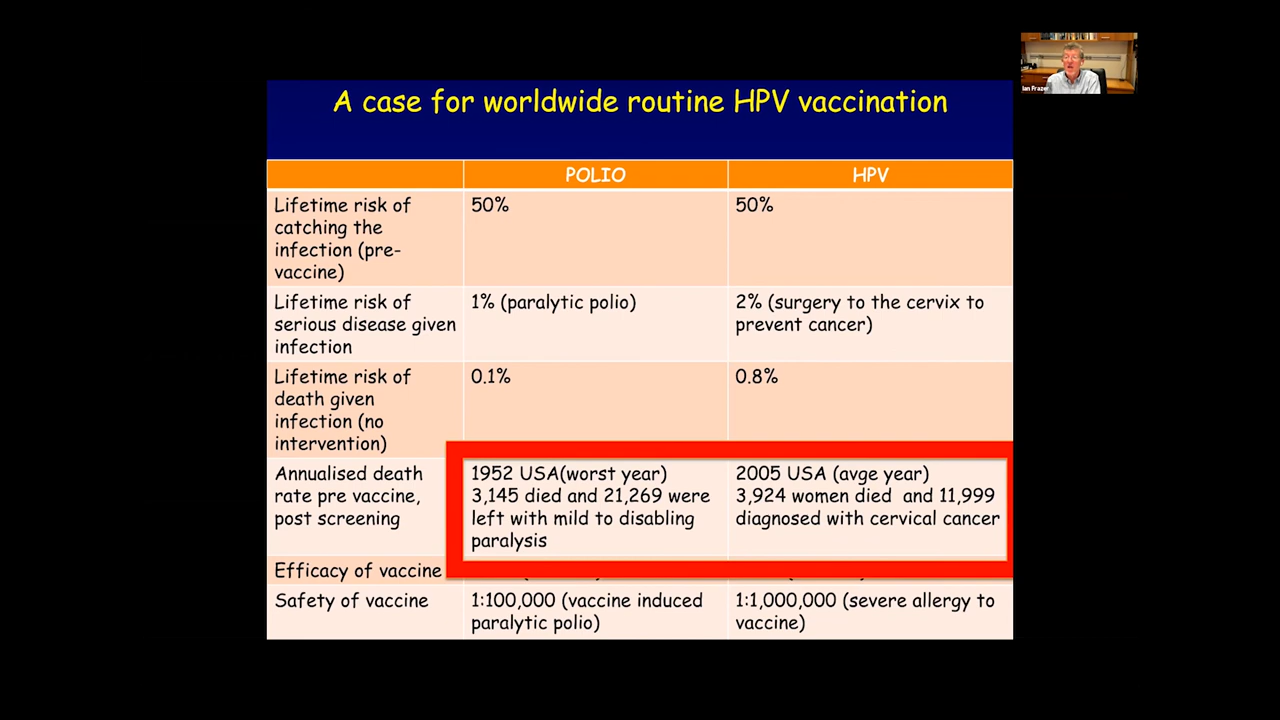 A case for worldwide routine HPV vaccination
Ian Frazer
POLIO
HPV
Lifetime risk of
catching the
infection (pre-
vaccine)
50%
50%
Lifetime risk of
serious disease given
infection
1% (paralytic polio)
2% (surgery to the cervix to
prevent cancer)
Lifetime risk of
death given
infection (no
intervention)
0.1%
0.8%
Annualised death
rate pre vaccine,
post screening
1952 USA(worst year)
3,145 died and 21,269 were
left with mild to disabling
paralysis
2005 USA (avge year)
3,924 women died and 11,999
diagnosed with cervical cancer
Efficacy of vaccine
Safety of vaccine
1:100,000 (vaccine induced
paralytic polio)
1:1,000,000 (severe allergy to
vaccine)